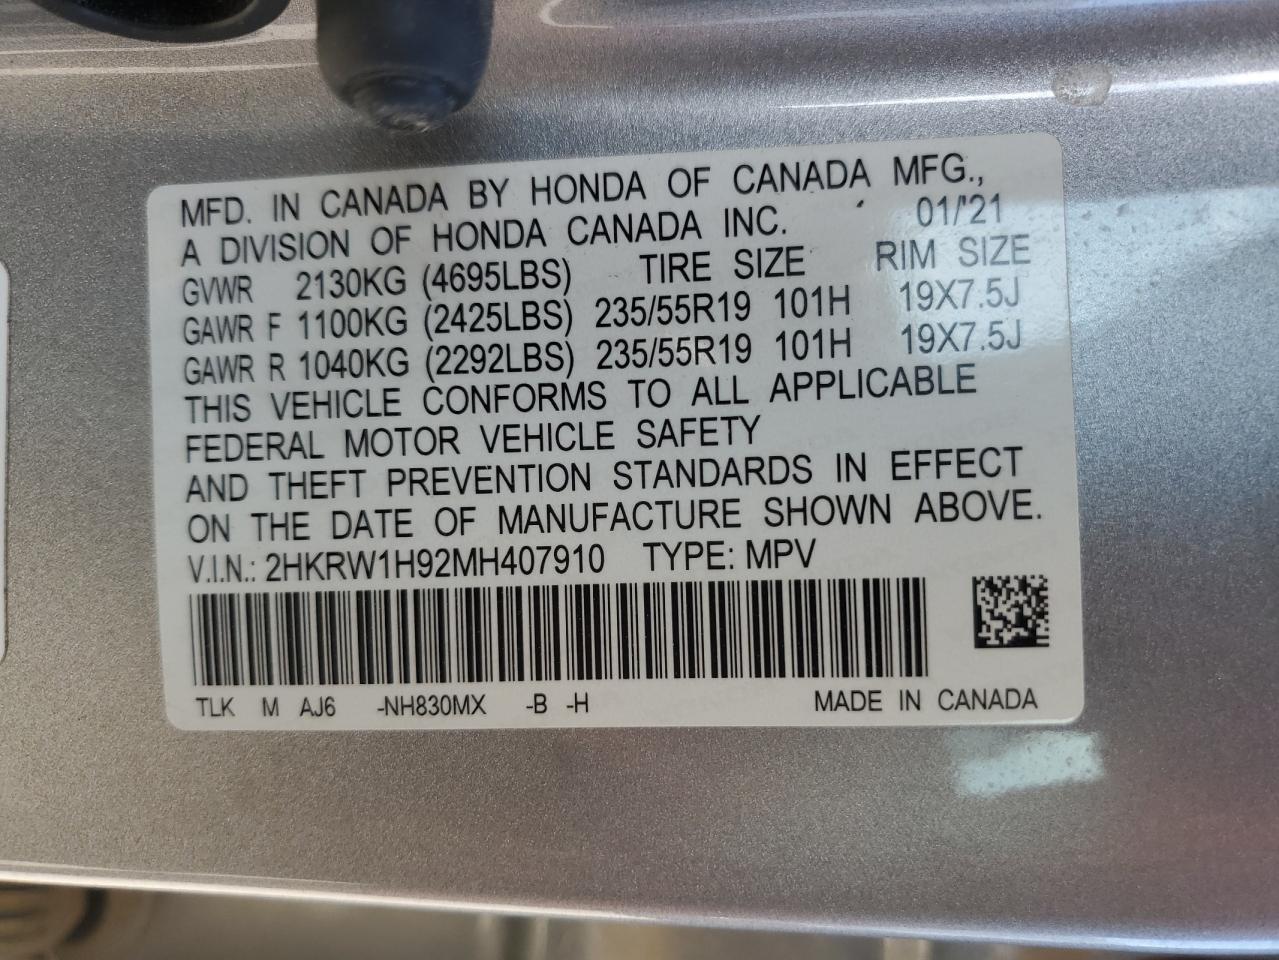 MFD. IN CANADA BY HONDA OF CANADA MFG.,
A DIVISION OF HONDA CANADA INC. 01/'21
GVWR 2130KG (4695LBS) TIRE SIZE RIM SIZE
GAWR F 1100KG (2425LBS) 235/55R19 101H 19X7.5J
GAWR R 1040KG (2292LBS) 235/55R19 101H 19X7.5J
THIS VEHICLE CONFORMS TO ALL APPLICABLE
FEDERAL MOTOR VEHICLE SAFETY
AND THEFT PREVENTION STANDARDS IN EFFECT
ON THE DATE OF MANUFACTURE SHOWN ABOVE.
V.I.N.: 2HKRW1H92MH407910 TYPE: MPV
TLK M AJ6 -NH830MX -B -H MADE IN CANADA